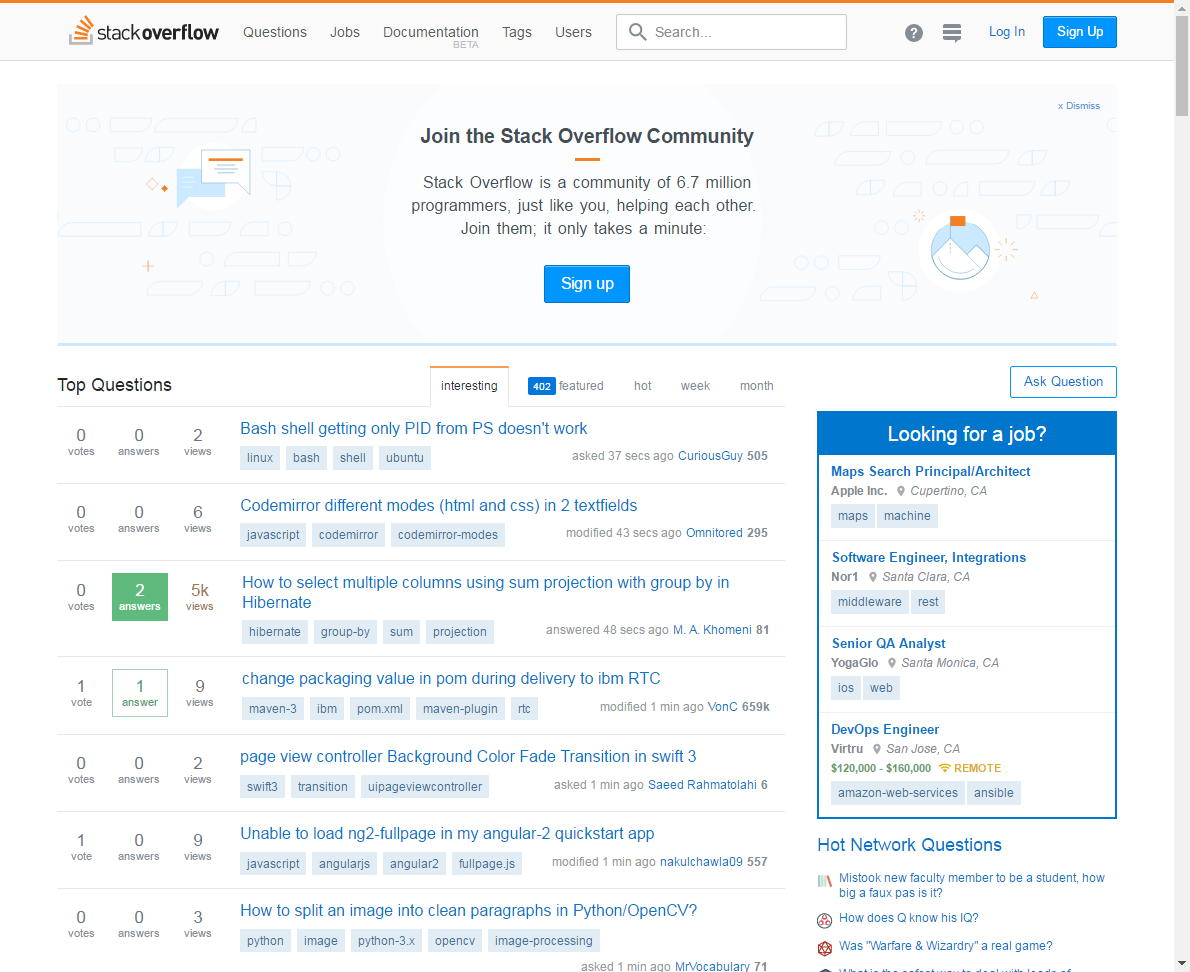 stackoverflow Questions Jobs Documentation Tags Users Search... ? Log In Sign Up
BETA
x Dismiss
Join the Stack Overflow Community
Stack Overflow is a community of 6.7 million
programmers, just like you, helping each other.
Join them; it only takes a minute:
Sign up
Top Questions interesting 402 featured hot week month
0 votes 0 answers 2 views
Bash shell getting only PID from PS doesn't work
linux bash shell ubuntu
asked 37 secs ago CuriousGuy 505
0 votes 0 answers 6 views
Codemirror different modes (html and css) in 2 textfields
javascript codemirror codemirror-modes
modified 43 secs ago Omnitored 295
0 votes 2 answers 5k views
How to select multiple columns using sum projection with group by in
Hibernate
hibernate group-by sum projection
answered 48 secs ago M. A. Khomeni 81
1 vote 1 answer 9 views
change packaging value in pom during delivery to ibm RTC
maven-3 ibm pom.xml maven-plugin rtc
modified 1 min ago VonC 659k
0 votes 0 answers 2 views
page view controller Background Color Fade Transition in swift 3
swift3 transition uipageviewcontroller
asked 1 min ago Saeed Rahmatolahi 6
1 vote 0 answers 9 views
Unable to load ng2-fullpage in my angular-2 quickstart app
javascript angularjs angular2 fullpage.js
modified 1 min ago nakulchawla09 557
0 votes 0 answers 3 views
How to split an image into clean paragraphs in Python/OpenCV?
python image python-3.x opencv image-processing
asked 1 min ago MrVocabulary 71
Ask Question
Looking for a job?
Maps Search Principal/Architect
Apple Inc. Cupertino, CA
maps machine
Software Engineer, Integrations
Nor1 Santa Clara, CA
middleware rest
Senior QA Analyst
YogaGlo Santa Monica, CA
ios web
DevOps Engineer
Virtru San Jose, CA
$120,000 - $160,000 REMOTE
amazon-web-services ansible
Hot Network Questions
Mistook new faculty member to be a student, how
big a faux pas is it?
How does Q know his IQ?
Was "Warfare & Wizardry" a real game?
What is the safest way to deal with loads of